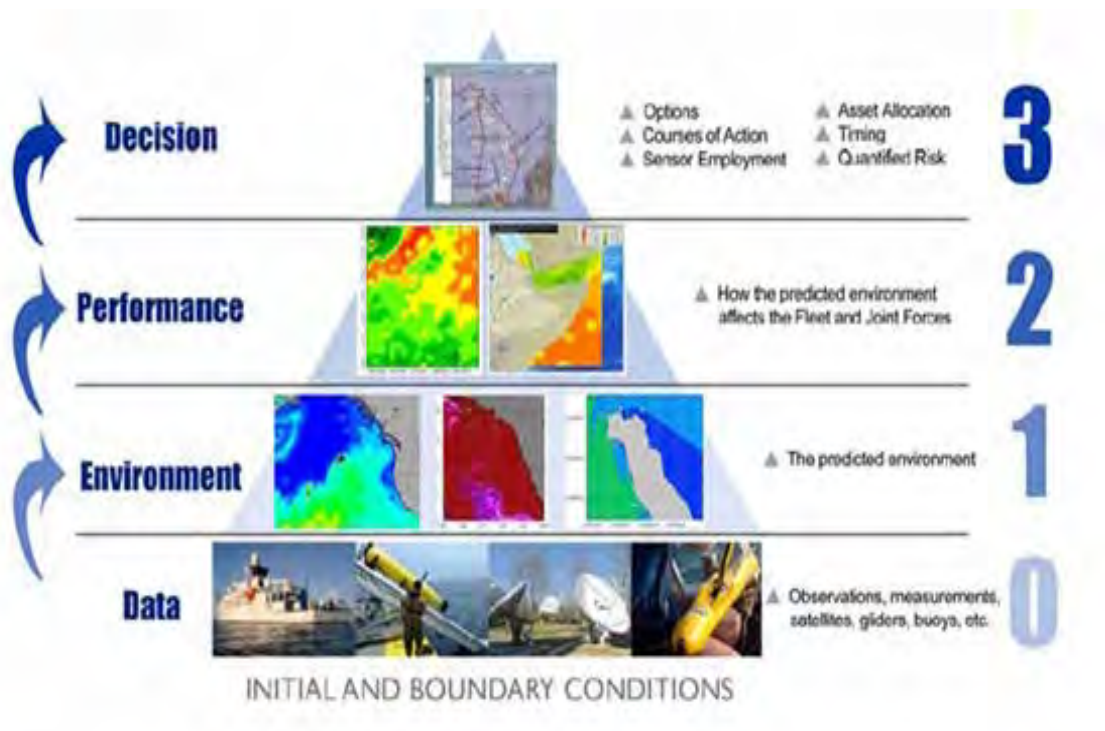 Decision
Options
Courses of Action
Sensor Employment
Asset Allocation
Timing
Quantified Risk
3
Performance
How the predicted environment
affects the Fleet and Joint Forces
2
Environment
The predicted environment
1
Data
Observations, measurements,
satellites, gliders, buoys, etc.
0
INITIAL AND BOUNDARY CONDITIONS